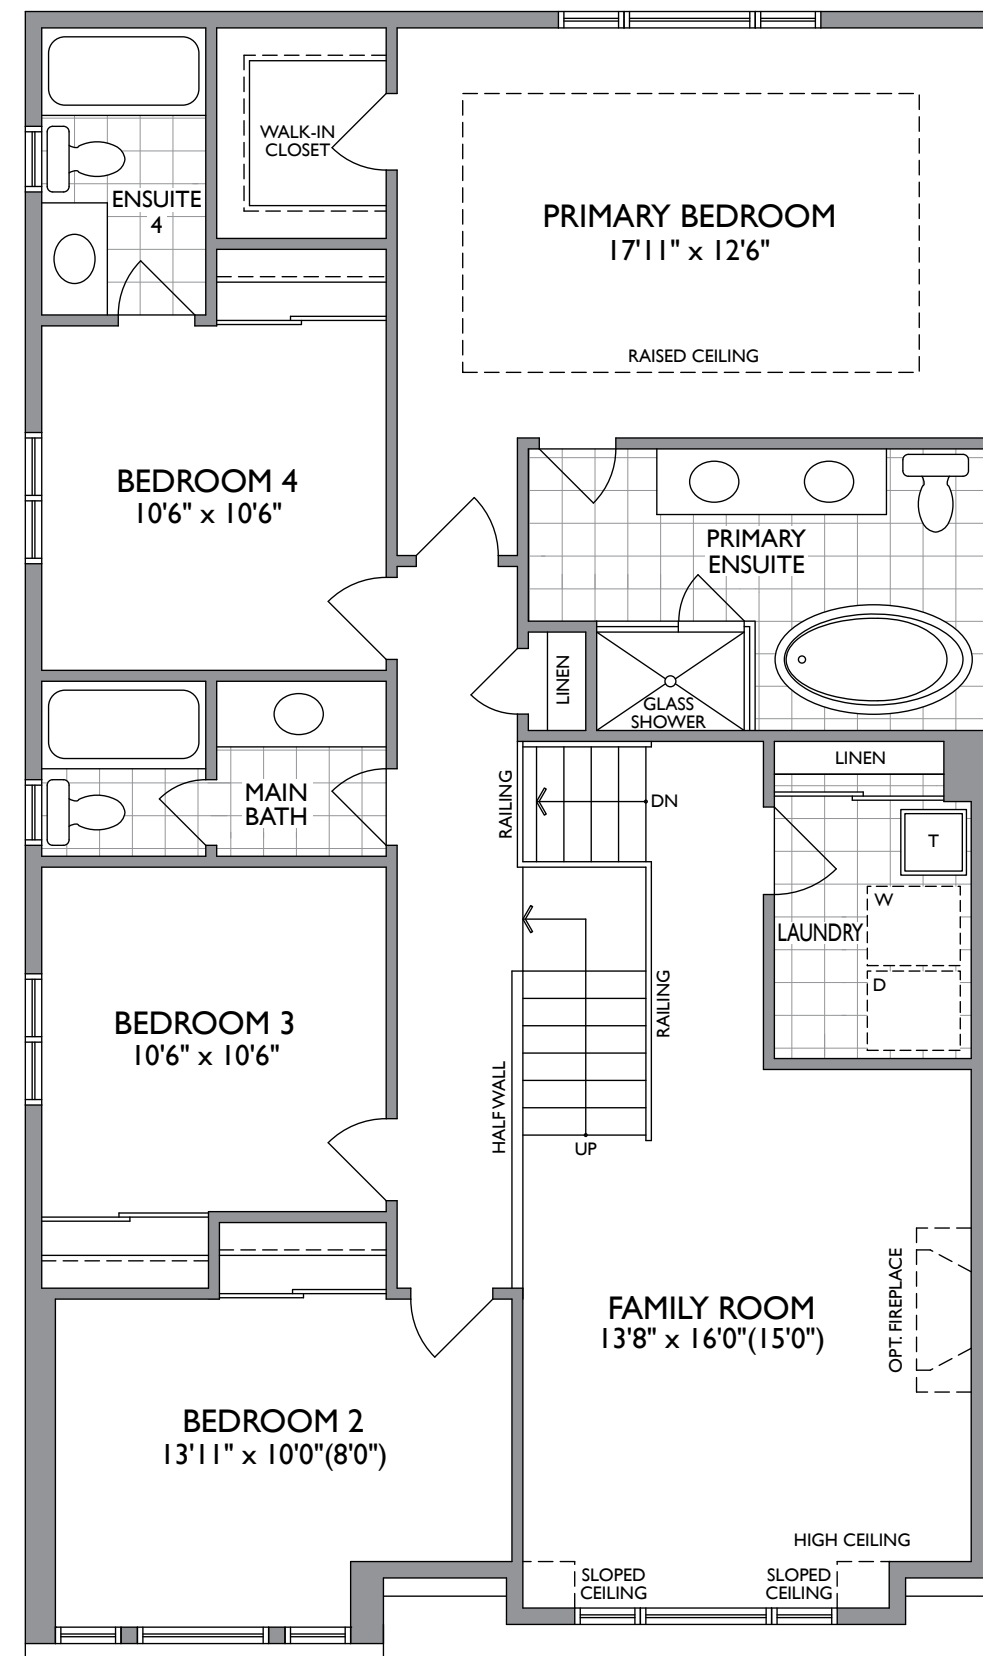 WALK-IN
CLOSET
ENSUITE
4
PRIMARY BEDROOM
17'11" x 12'6"
RAISED CEILING
BEDROOM 4
10'6" x 10'6"
PRIMARY
ENSUITE
LINEN
GLASS
SHOWER
MAIN
BATH
RAILING
DN
LINEN
T
W
LAUNDRY
D
RAILING
BEDROOM 3
10'6" x 10'6"
HALF WALL
UP
FAMILY ROOM
13'8" x 16'0"(15'0")
OPT. FIREPLACE
BEDROOM 2
13'11" x 10'0"(8'0")
HIGH CEILING
SLOPED
CEILING
SLOPED
CEILING